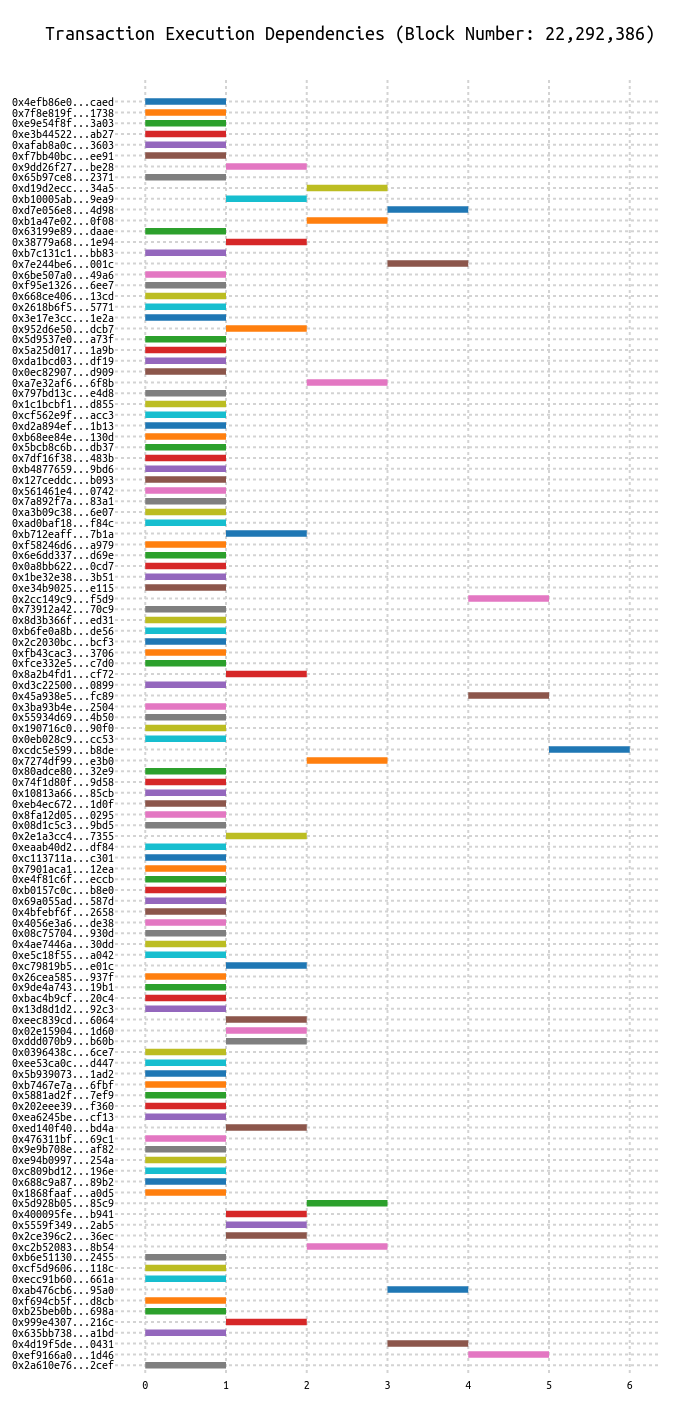 Transaction Execution Dependencies (Block Number: 22,292,386)
0x4efb86e0...caed
0x7f8e819f...1738
0xe9e54f8f...3a03
0xe3b44522...ab27
0xafab8a0c...3603
0xf7bb40bc...ee91
0x9dd26f27...be28
0x65b97ce8...2371
0xd19d2ecc...34a5
0xb10005ab...9ea9
0xd7e056e8...4d98
0xb1a47e02...0f08
0x63199e89...daae
0x38779a68...1e94
0xb7c131c1...bb83
0x7e244be6...001c
0x6be507a0...49a6
0xf95e1326...6ee7
0x668ce406...13cd
0x2618b6f5...5771
0x3e17e3cc...1e2a
0x952d6e50...dcb7
0x5d9537e0...a73f
0x5a25d017...1a9b
0xda1bcd03...df19
0x0ec82907...d909
0xa7e32af6...6f8b
0x797bd13c...e4d8
0x1c1bcbf1...d855
0xcf562e9f...acc3
0xd2a894ef...1b13
0xb68ee84e...130d
0x5bcb8c6b...db37
0x7df16f38...483b
0xb4877659...9bd6
0x127ceddc...b093
0x561461e4...0742
0x7a892f7a...83a1
0xa3b09c38...6e07
0xad0baf18...f84c
0xb712eaff...7b1a
0xf58246d6...a979
0x6e6dd337...d69e
0x0a8bb622...0cd7
0x1be32e38...3b51
0xe34b9025...e115
0x2cc149c9...f5d9
0x73912a42...70c9
0x8d3b366f...ed31
0xb6fe0a8b...de56
0x2c2030bc...bcf3
0xfb43cac3...3706
0xfce332e5...c7d0
0x8a2b4fd1...cf72
0xd3c22500...0899
0x45a938e5...fc89
0x3ba93b4e...2504
0x55934d69...4b50
0x190716c0...90f0
0x0eb028c9...cc53
0xcdc5e599...b8de
0x7274df99...e3b0
0x80adce80...32e9
0x74f1d80f...9d58
0x10813a66...85cb
0xeb4ec672...1d0f
0x8fa12d05...0295
0x08d1c5c3...9bd5
0x2e1a3cc4...7355
0xeaab40d2...df84
0xc113711a...c301
0x7901aca1...12ea
0xe4f81c6f...eccb
0xb0157c0c...b8e0
0x69a055ad...587d
0x4bfebf6f...2658
0x4056e3a6...de38
0x08c75704...930d
0x4ae7446a...30dd
0xe5c18f55...a042
0xc79819b5...e01c
0x26cea585...937f
0x9de4a743...19b1
0xbac4b9cf...20c4
0x13d8d1d2...92c3
0xeec839cd...6064
0x02e15904...1d60
0xddd070b9...b60b
0x0396438c...6ce7
0xee53ca0c...d447
0x5b939073...1ad2
0xb7467e7a...6fbf
0x5881ad2f...7ef9
0x202eee39...f360
0xea6245be...cf13
0xed140f40...bd4a
0x476311bf...69c1
0x9e9b708e...af82
0xe94b0997...254a
0xc809bd12...196e
0x688c9a87...89b2
0x1868faaf...a0d5
0x5d928b05...85c9
0x400095fe...b941
0x5559f349...2ab5
0x2ce396c2...36ec
0xc2b52083...8b54
0xb6e51130...2455
0xcf5d9606...118c
0xecc91b60...661a
0xab476cb6...95a0
0xf694cb5f...d8cb
0xb25beb0b...698a
0x999e4307...216c
0x635bb738...a1bd
0x4d19f5de...0431
0xef9166a0...1d46
0x2a610e76...2cef
0 1 2 3 4 5 6